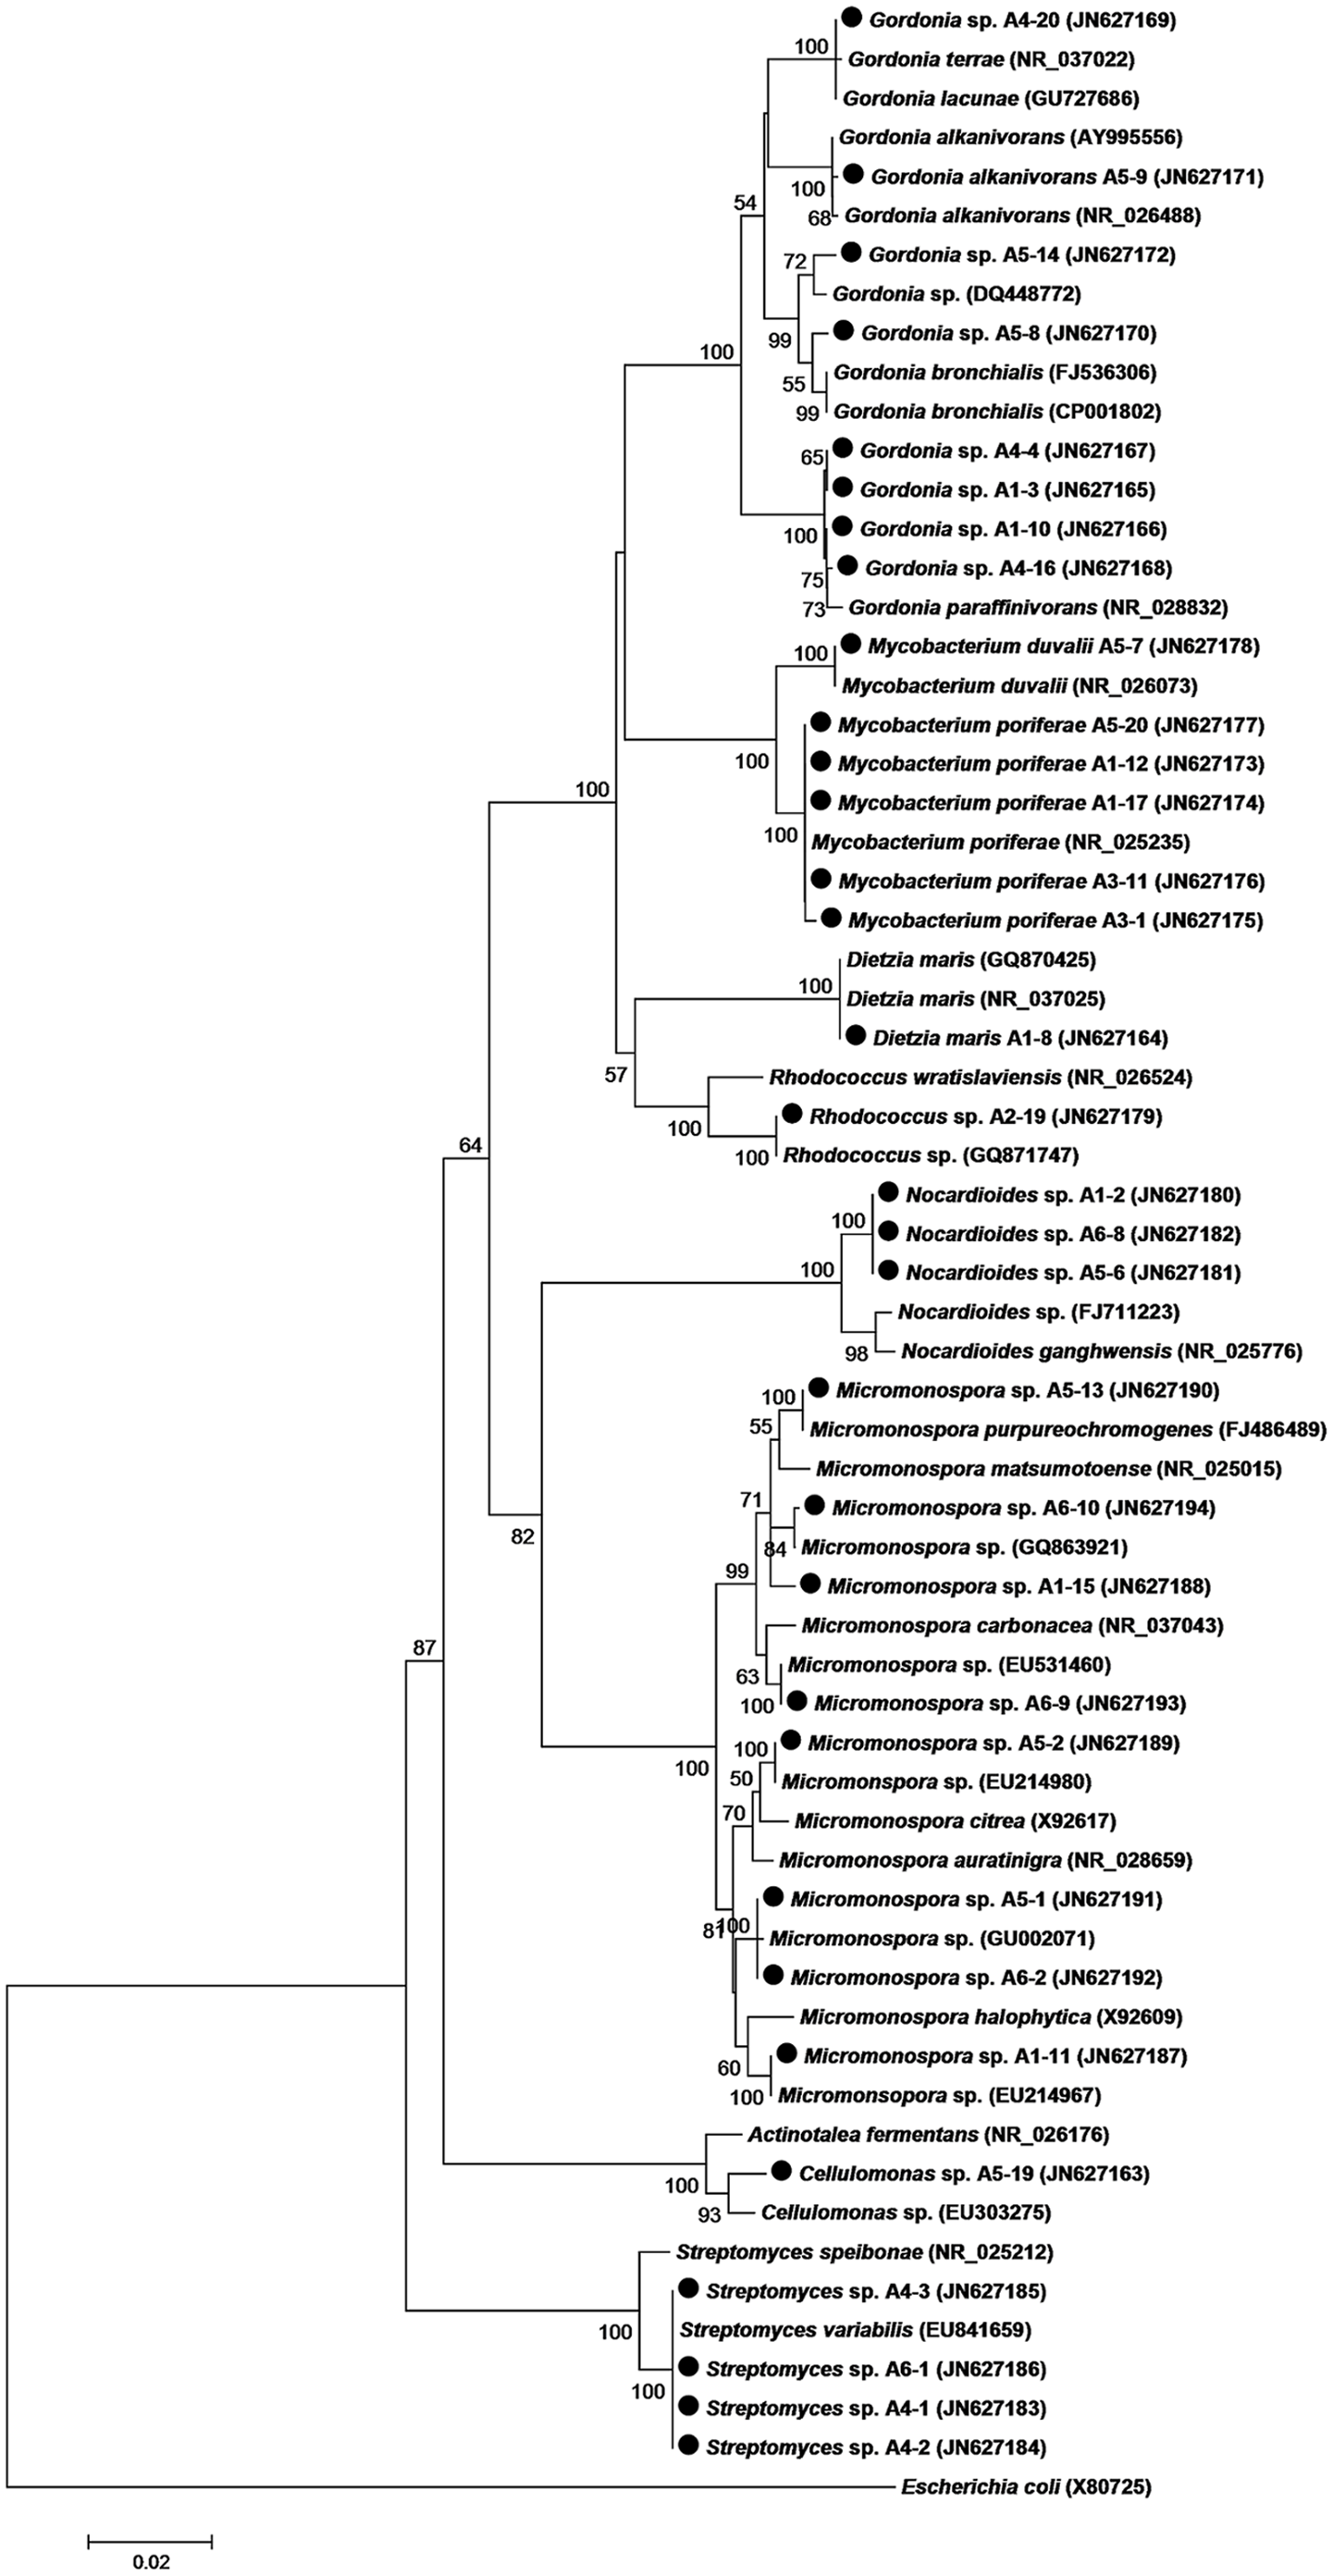 Gordonia sp. A4-20 (JN627169)
100
Gordonia terrae (NR_037022)
Gordonia lacunae (GU727686)
Gordonia alkanivorans (AY995556)
Gordonia alkanivorans A5-9 (JN627171)
100
54
68
Gordonia alkanivorans (NR_026488)
Gordonia sp. A5-14 (JN627172)
72
Gordonia sp. (DQ448772)
Gordonia sp. A5-8 (JN627170)
99
100
Gordonia bronchialis (FJ536306)
55
99
Gordonia bronchialis (CP001802)
Gordonia sp. A4-4 (JN627167)
65
Gordonia sp. A1-3 (JN627165)
Gordonia sp. A1-10 (JN627166)
100
Gordonia sp. A4-16 (JN627168)
75
73
Gordonia paraffinivorans (NR_028832)
Mycobacterium duvalii A5-7 (JN627178)
100
Mycobacterium duvalii (NR_026073)
Mycobacterium poriferae A5-20 (JN627177)
100
Mycobacterium poriferae A1-12 (JN627173)
100
Mycobacterium poriferae A1-17 (JN627174)
100
Mycobacterium poriferae (NR_025235)
Mycobacterium poriferae A3-11 (JN627176)
Mycobacterium poriferae A3-1 (JN627175)
Dietzia maris (GQ870425)
100
Dietzia maris (NR_037025)
Dietzia maris A1-8 (JN627164)
57
Rhodococcus wratislaviensis (NR_026524)
Rhodococcus sp. A2-19 (JN627179)
100
64
100
Rhodococcus sp. (GQ871747)
Nocardioides sp. A1-2 (JN627180)
100
Nocardioides sp. A6-8 (JN627182)
100
Nocardioides sp. A5-6 (JN627181)
Nocardioides sp. (FJ711223)
98
Nocardioides ganghwensis (NR_025776)
Micromonospora sp. A5-13 (JN627190)
100
55
Micromonospora purpureochromogenes (FJ486489)
Micromonospora matsumotoense (NR_025015)
71
Micromonospora sp. A6-10 (JN627194)
82
84
Micromonospora sp. (GQ863921)
99
Micromonospora sp. A1-15 (JN627188)
Micromonospora carbonacea (NR_037043)
87
Micromonospora sp. (EU531460)
63
100
Micromonospora sp. A6-9 (JN627193)
Micromonospora sp. A5-2 (JN627189)
100
100
50
Micromonspora sp. (EU214980)
70
Micromonospora citrea (X92617)
Micromonospora auratinigra (NR_028659)
Micromonospora sp. A5-1 (JN627191)
81
100
Micromonospora sp. (GU002071)
Micromonospora sp. A6-2 (JN627192)
Micromonospora halophytica (X92609)
Micromonospora sp. A1-11 (JN627187)
60
100
Micromonsopora sp. (EU214967)
Actinotalea fermentans (NR_026176)
Cellulomonas sp. A5-19 (JN627163)
100
93
Cellulomonas sp. (EU303275)
Streptomyces speibonae (NR_025212)
Streptomyces sp. A4-3 (JN627185)
100
Streptomyces variabilis (EU841659)
Streptomyces sp. A6-1 (JN627186)
100
Streptomyces sp. A4-1 (JN627183)
Streptomyces sp. A4-2 (JN627184)
Escherichia coli (X80725)
0.02